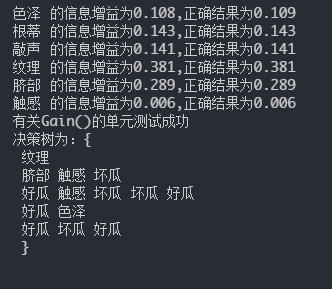 色泽 的信息增益为0.108,正确结果为0.109
根蒂 的信息增益为0.143,正确结果为0.143
敲声 的信息增益为0.141,正确结果为0.141
纹理 的信息增益为0.381,正确结果为0.381
脐部 的信息增益为0.289,正确结果为0.289
触感 的信息增益为0.006,正确结果为0.006
有关Gain()的单元测试成功
决策树为：{
纹理
脐部 触感 坏瓜
好瓜 触感 坏瓜 坏瓜 好瓜
好瓜 色泽
好瓜 坏瓜 好瓜
}